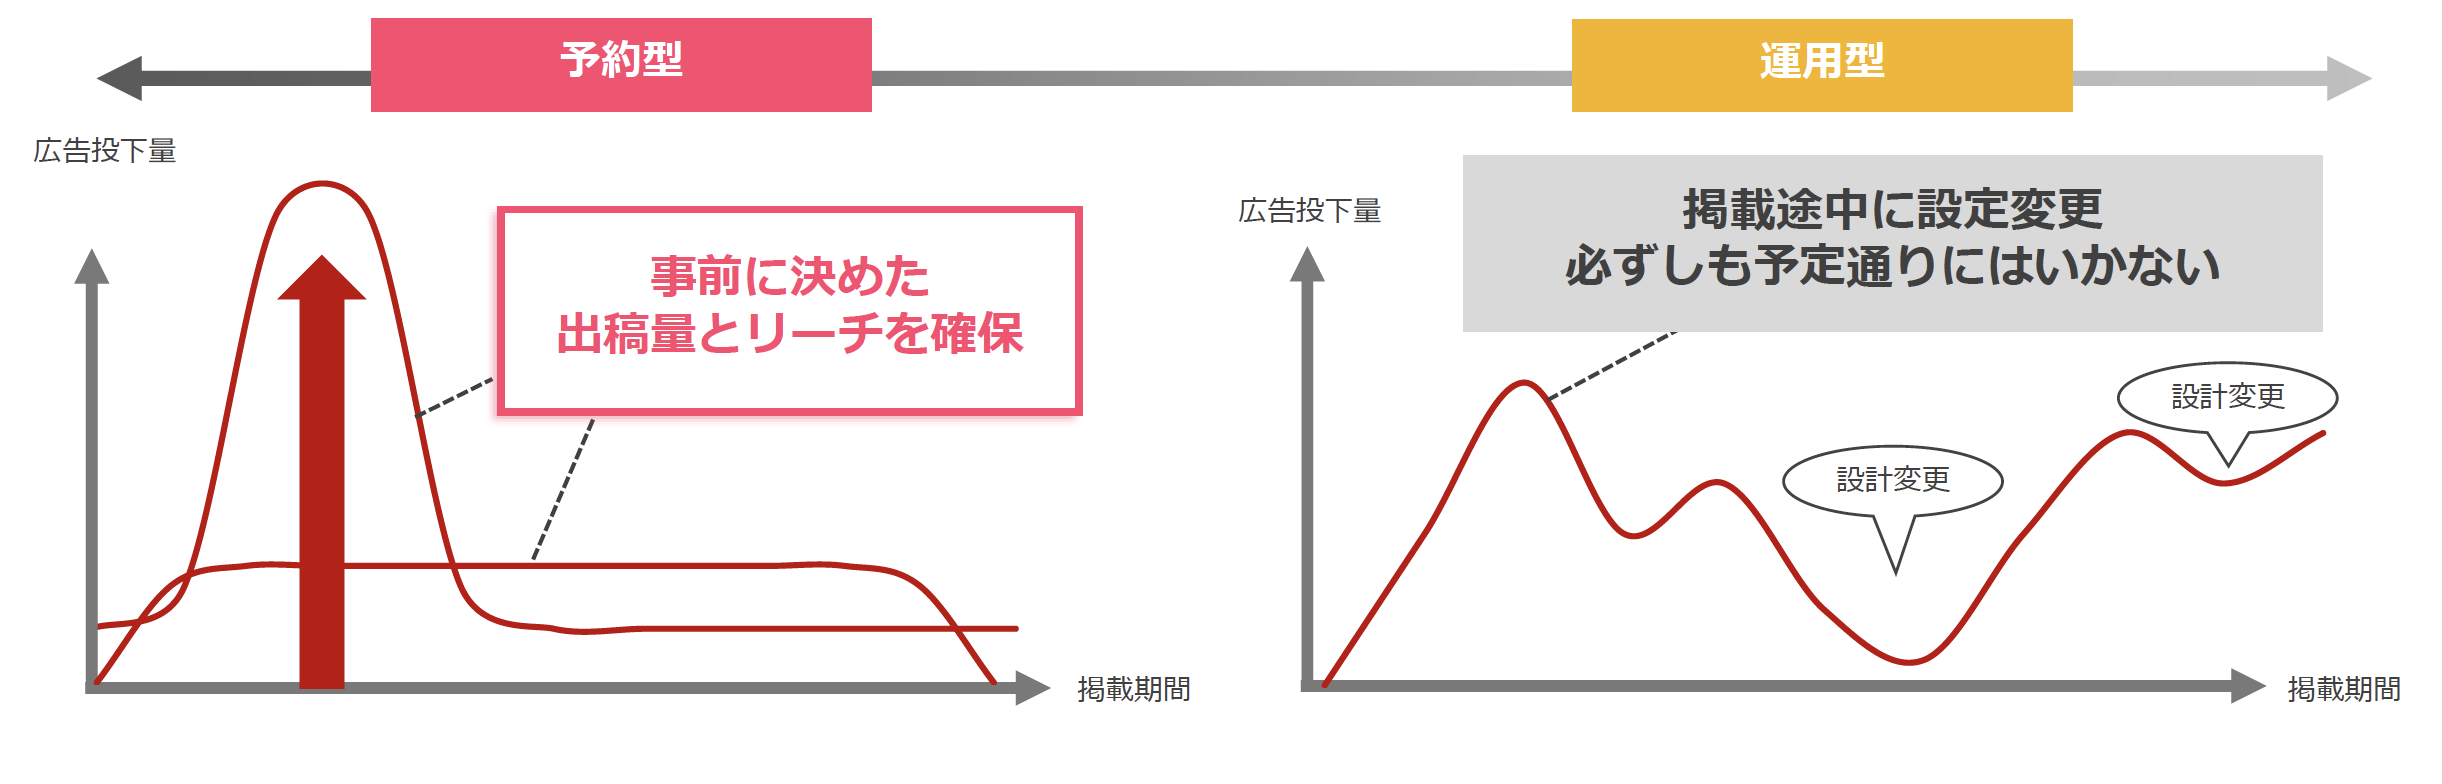 予約型
運用型
広告投下量
事前に決めた
出稿量とリーチを確保
掲載期間
広告投下量
掲載途中に設定変更
必ずしも予定通りにはいかない
設計変更
設計変更
掲載期間